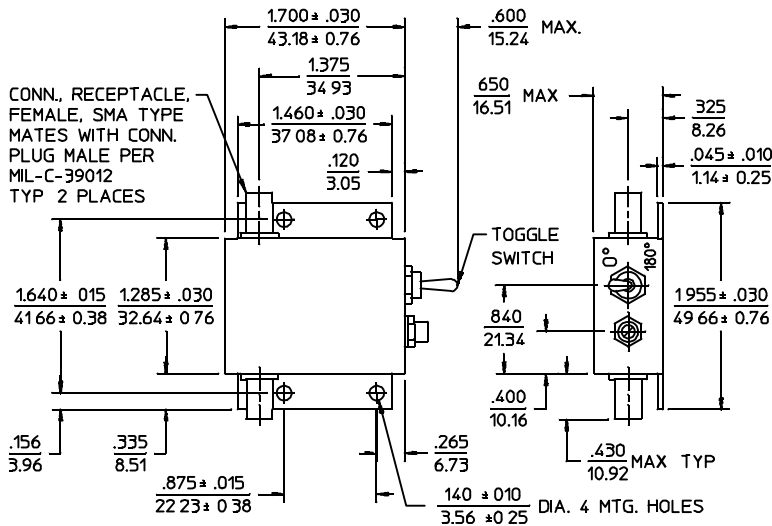 1.700 ± .030
43.18 ± 0.76
.600
15.24
MAX.
1.375
34 93
650
16.51
MAX
CONN., RECEPTACLE,
FEMALE, SMA TYPE
MATES WITH CONN.
PLUG MALE PER
MIL-C-39012
TYP 2 PLACES
1.460 ± .030
37 08 ± 0.76
325
8.26
.120
3.05
.045 ± .010
1.14 ± 0.25
TOGGLE
SWITCH
0°
180°
1.640 ± 015
41 66 ± 0.38
1.285 ± .030
32.64 ± 0 76
840
21.34
1 955 ± .030
49 66 ± 0.76
.400
10.16
.156
3.96
.335
8.51
.265
6.73
.430
10.92
MAX TYP
.875 ± .015
22 23 ± 0 38
140 ± 010
3.56 ± 0 25
DIA. 4 MTG. HOLES